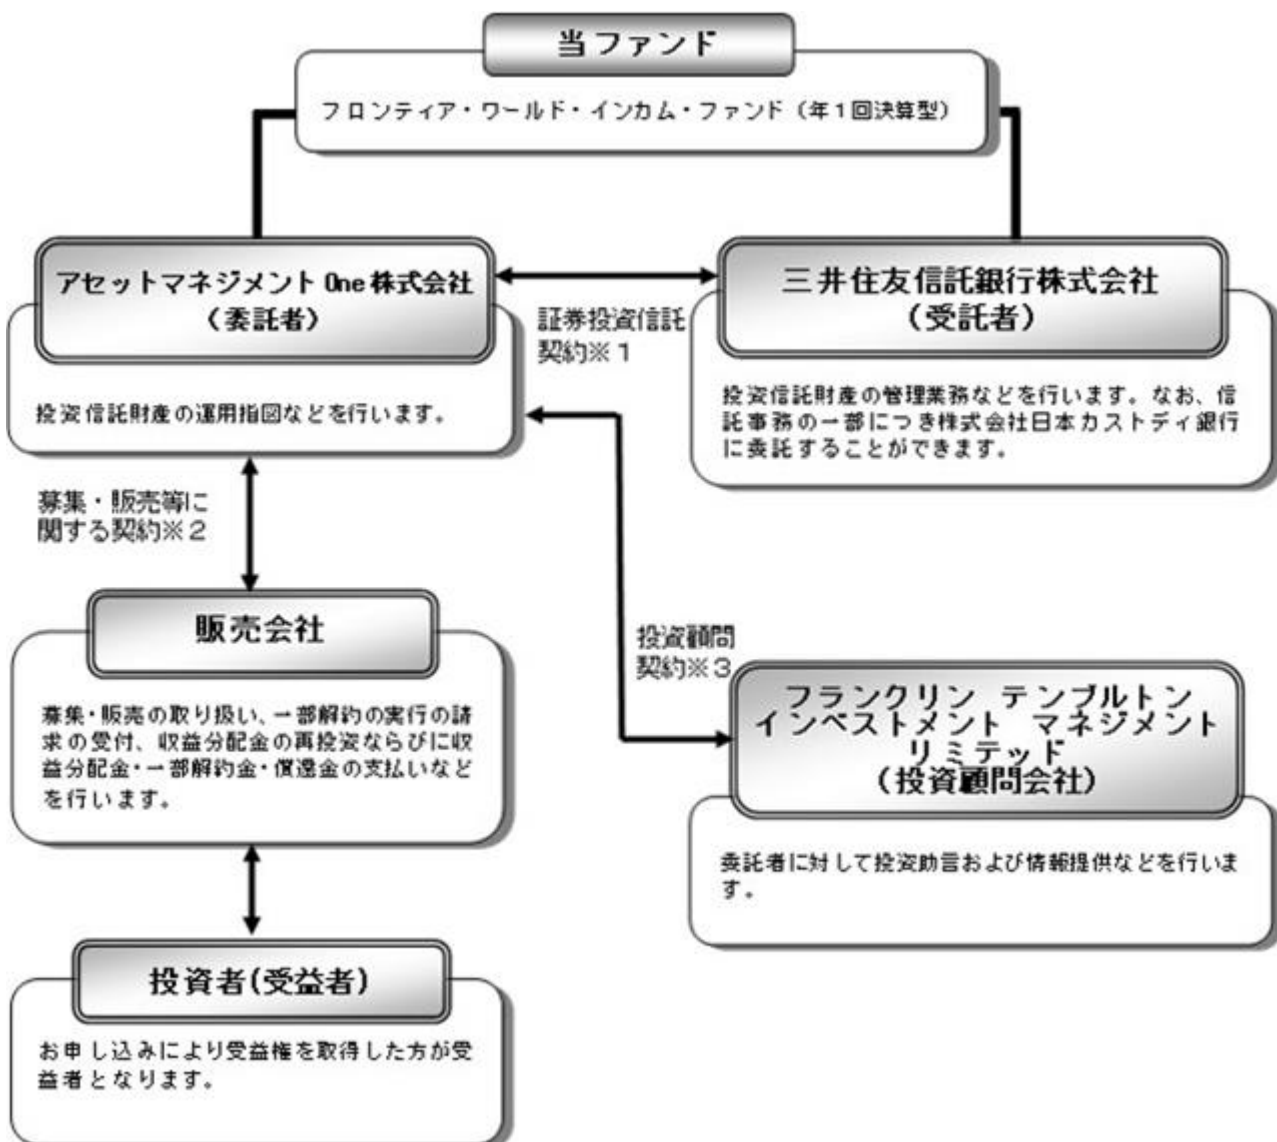 当ファンド
フロンティア・ワールド・インカム・ファンド（年１回決算型）
アセットマネジメント One 株式会社
（委託者）
投資信託財産の運用指図などを行います。
証券投資信託
契約※１
三井住友信託銀行株式会社
（受託者）
投資信託財産の管理業務などを行います。なお、信
託事務の一部につき株式会社日本カストディ銀行
に委託することができます。
募集・販売等に
関する契約※２
販売会社
募集・販売の取り扱い、一部解約の実行の請
求の受付、収益分配金の再投資ならびに収
益分配金・一部解約金・償還金の支払いなど
を行います。
投資顧問
契約※３
フランクリン テンプルトン
インベストメント マネジメント
リミテッド
（投資顧問会社）
委託者に対して投資助言および情報提供などを行いま
す。
投資者(受益者)
お申し込みにより受益権を取得した方が受
益者となります。